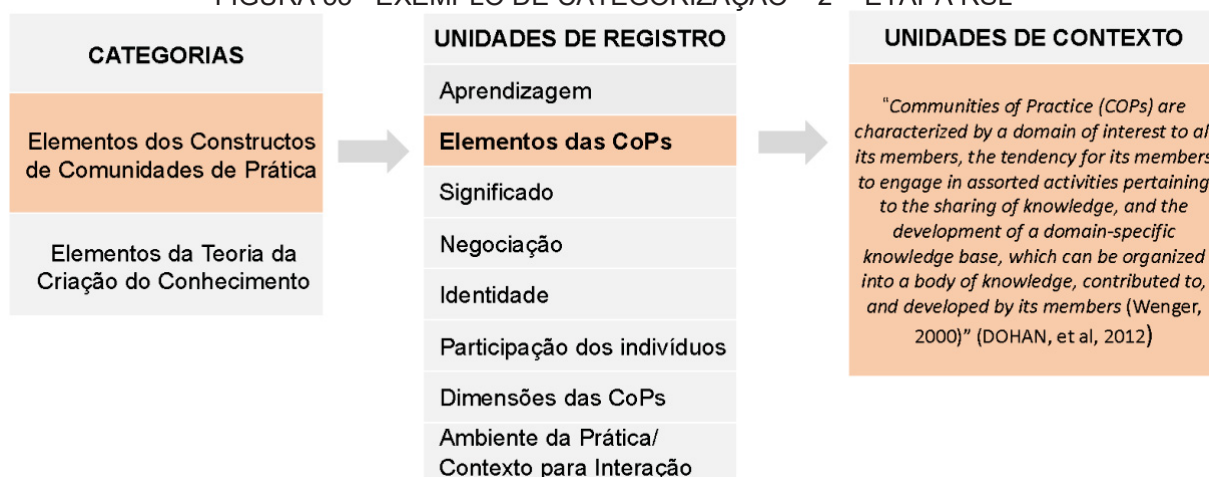 CATEGORIAS
Elementos dos Constructos
de Comunidades de Prática
Elementos da Teoria da
Criação do Conhecimento
UNIDADES DE REGISTRO
Aprendizagem
Elementos das CoPs
Significado
Negociação
Identidade
Participação dos indivíduos
Dimensões das CoPs
Ambiente da Prática/
Contexto para Interação
UNIDADES DE CONTEXTO
"Communities of Practice (COPs) are
characterized by a domain of interest to
its members, the tendency for its members
to engage in assorted activities pertaining
to the sharing of knowledge, and the
development of a domain-specific
knowledge base, which can be organized
into a body of knowledge, contributed to,
and developed by its members (Wenger,
2000)" (DOHAN, et al, 2012)